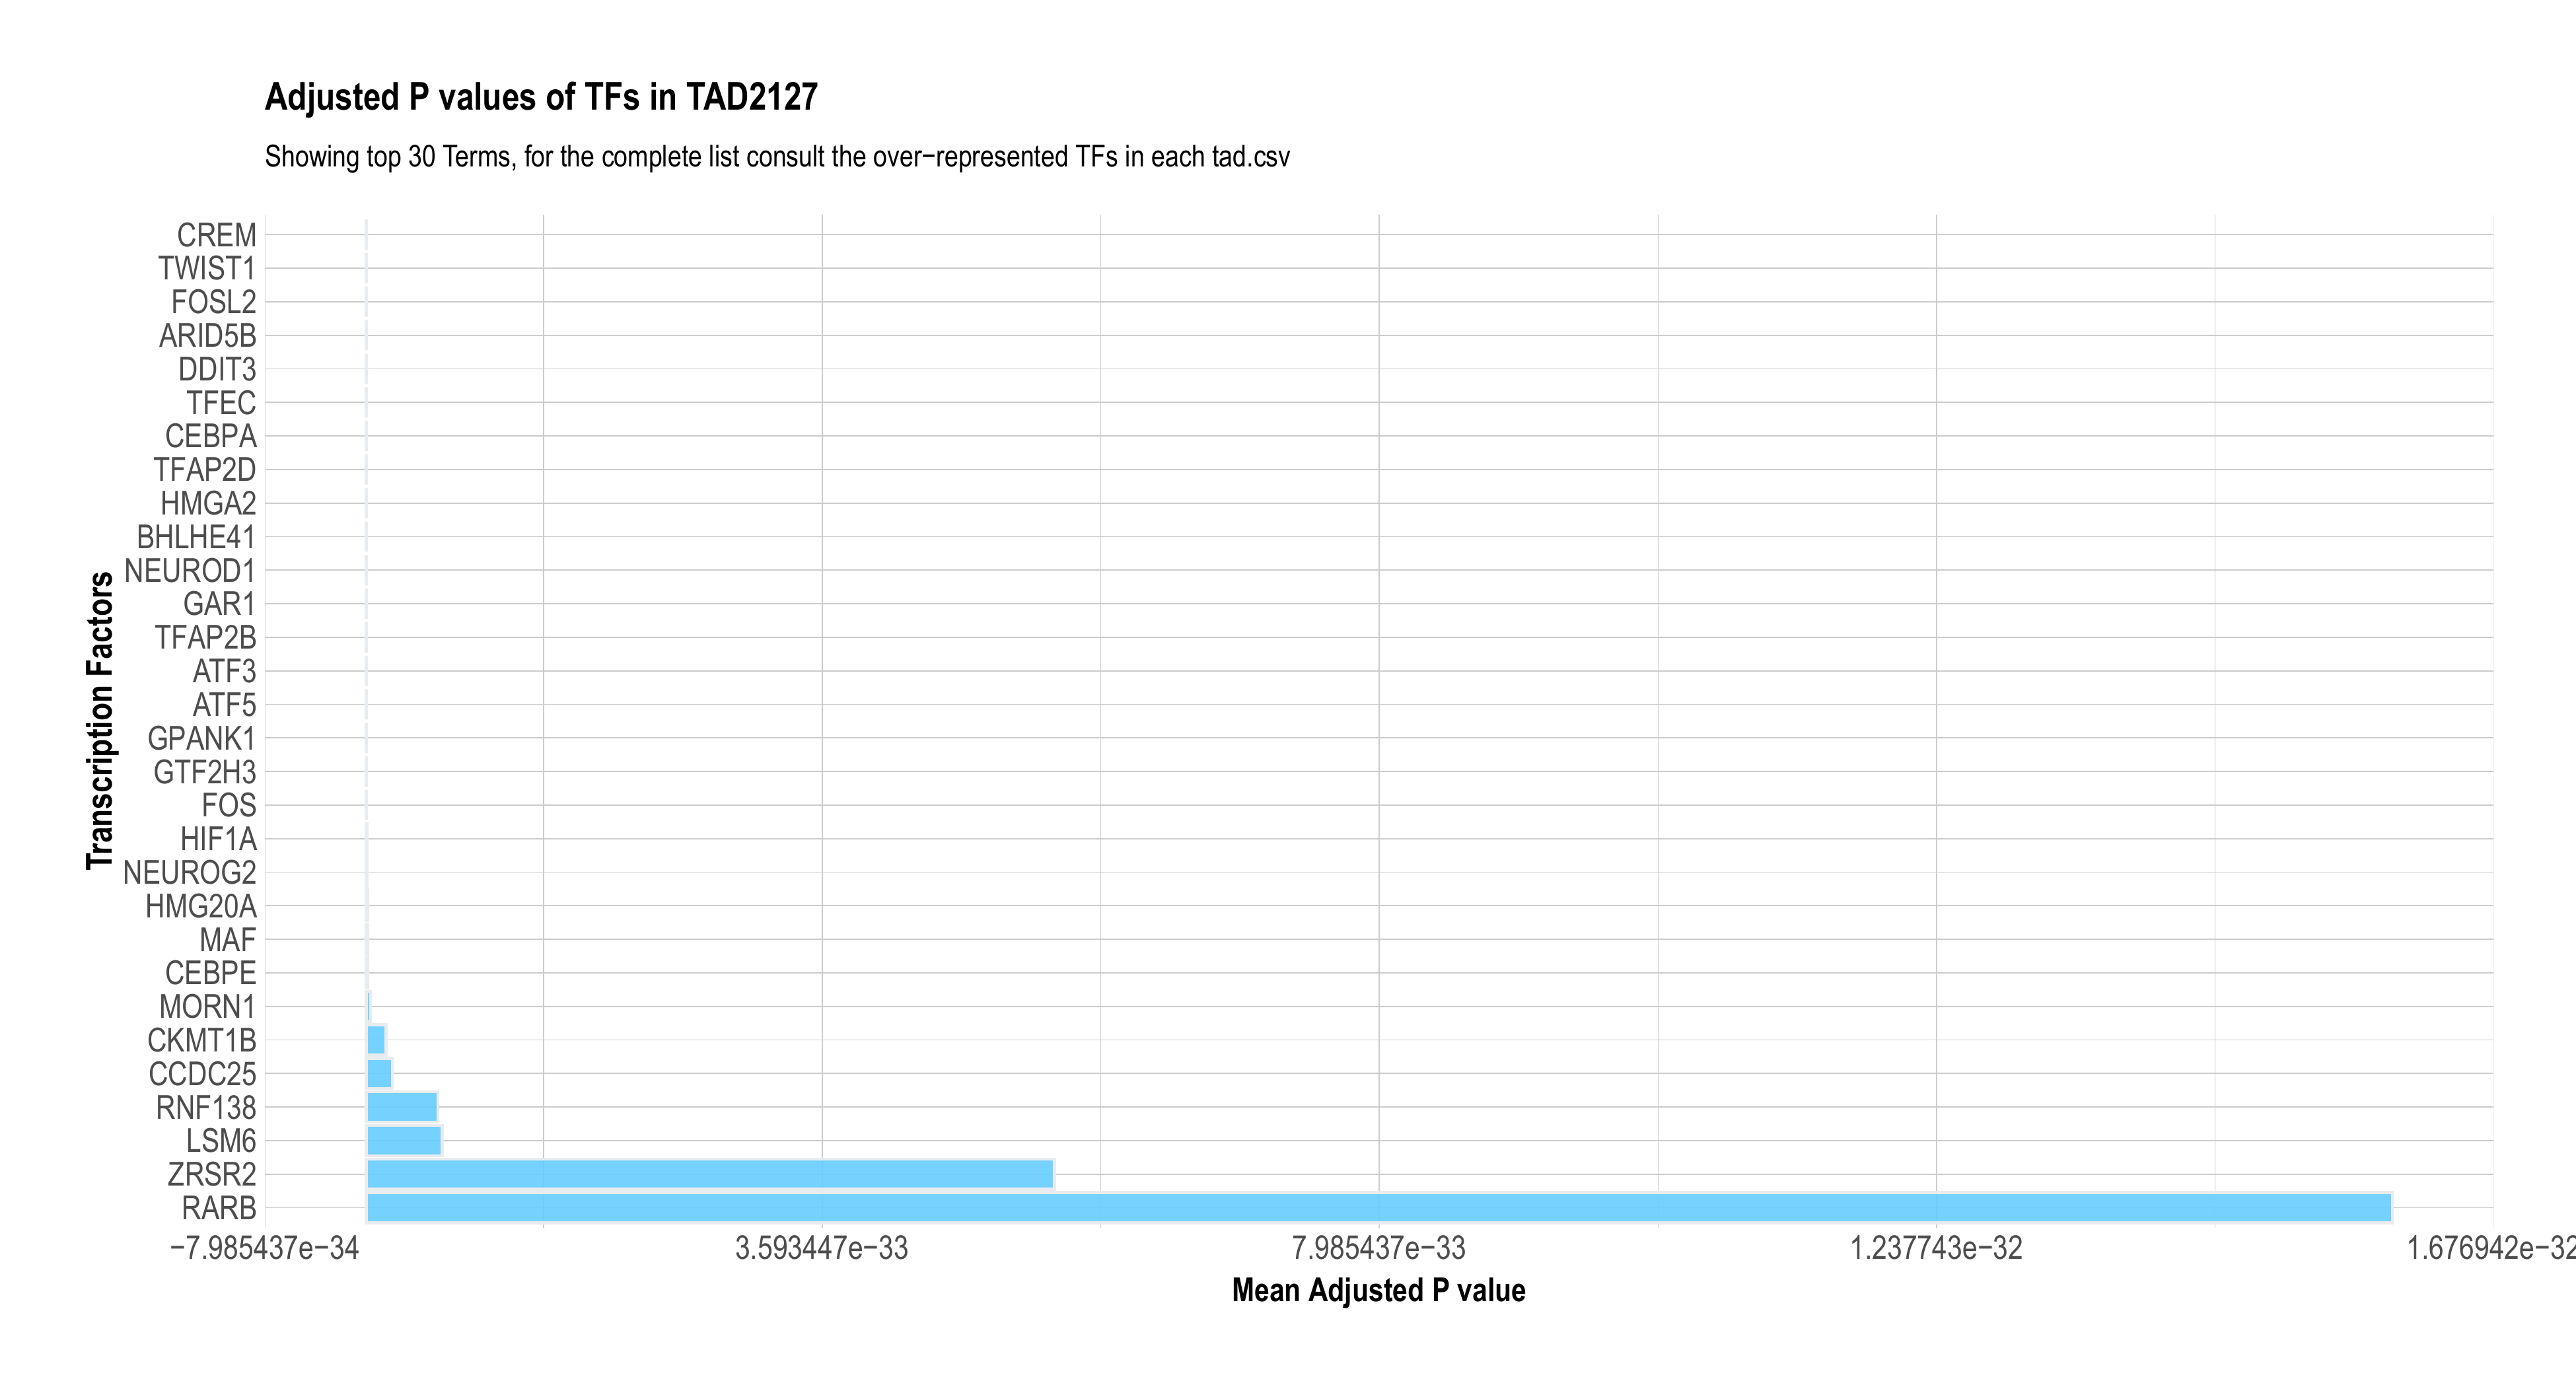 Adjusted P values of TFs in TAD2127
Showing top 30 Terms, for the complete list consult the over−represented TFs in each tad.csv
Transcription Factors
CREM
TWIST1
FOSL2
ARID5B
DDIT3
TFEC
CEBPA
TFAP2D
HMGA2
BHLHE41
NEUROD1
GAR1
TFAP2B
ATF3
ATF5
GPANK1
GTF2H3
FOS
HIF1A
NEUROG2
HMG20A
MAF
CEBPE
MORN1
CKMT1B
CCDC25
RNF138
LSM6
ZRSR2
RARB
−7.985437e−34 3.593447e−33 7.985437e−33 1.237743e−32 1.676942e−32
Mean Adjusted P value